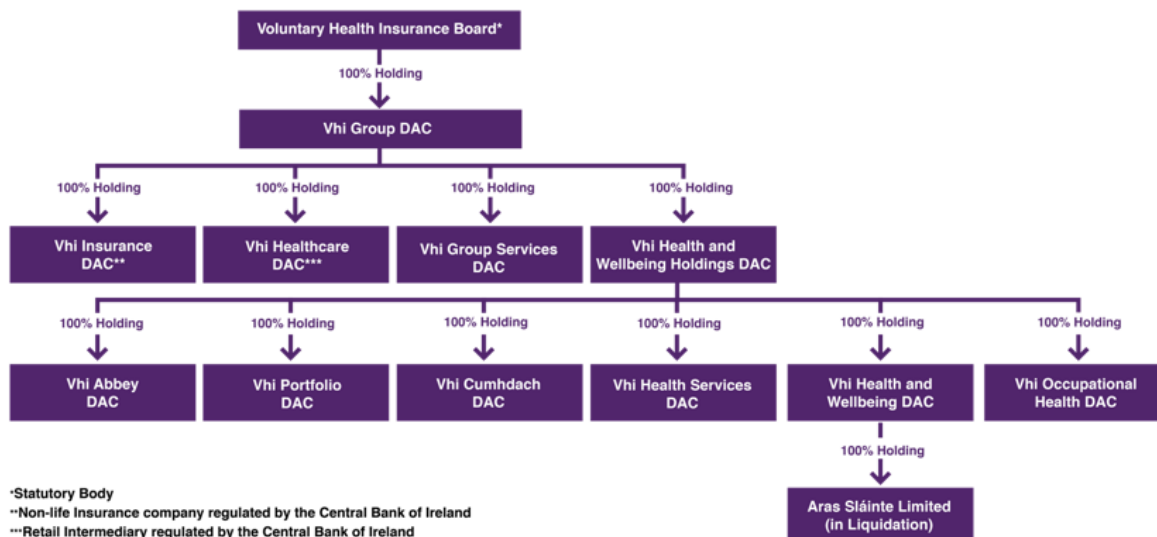 Voluntary Health Insurance Board*
100% Holding
Vhi Group DAC
100% Holding
100% Holding
100% Holding
100% Holding
Vhi Insurance
DAC**
Vhi Healthcare
DAC***
Vhi Group Services
DAC
Vhi Health and
Wellbeing Holdings DAC
100% Holding
100% Holding
100% Holding
100% Holding
100% Holding
100% Holding
Vhi Abbey
DAC
Vhi Portfolio
DAC
Vhi Cumhdach
DAC
Vhi Health Services
DAC
Vhi Health and
Wellbeing DAC
Vhi Occupational
Health DAC
100% Holding
Aras Sláinte Limited
(in Liquidation)
*Statutory Body
**Non-life Insurance company regulated by the Central Bank of Ireland
***Retail Intermediary regulated by the Central Bank of Ireland